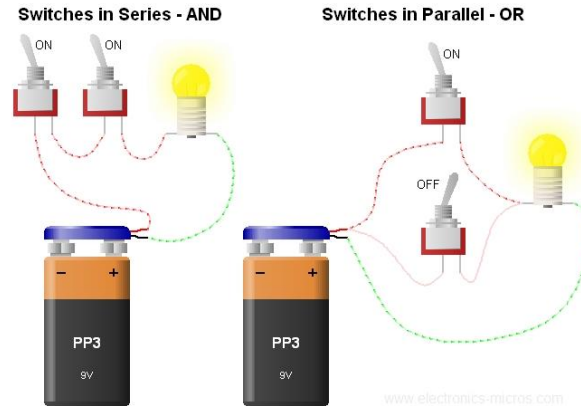 Switches in Series - AND
ON
ON
− +
PP3
9V
Switches in Parallel - OR
ON
OFF
− +
PP3
9V
www.electronics-micros.com